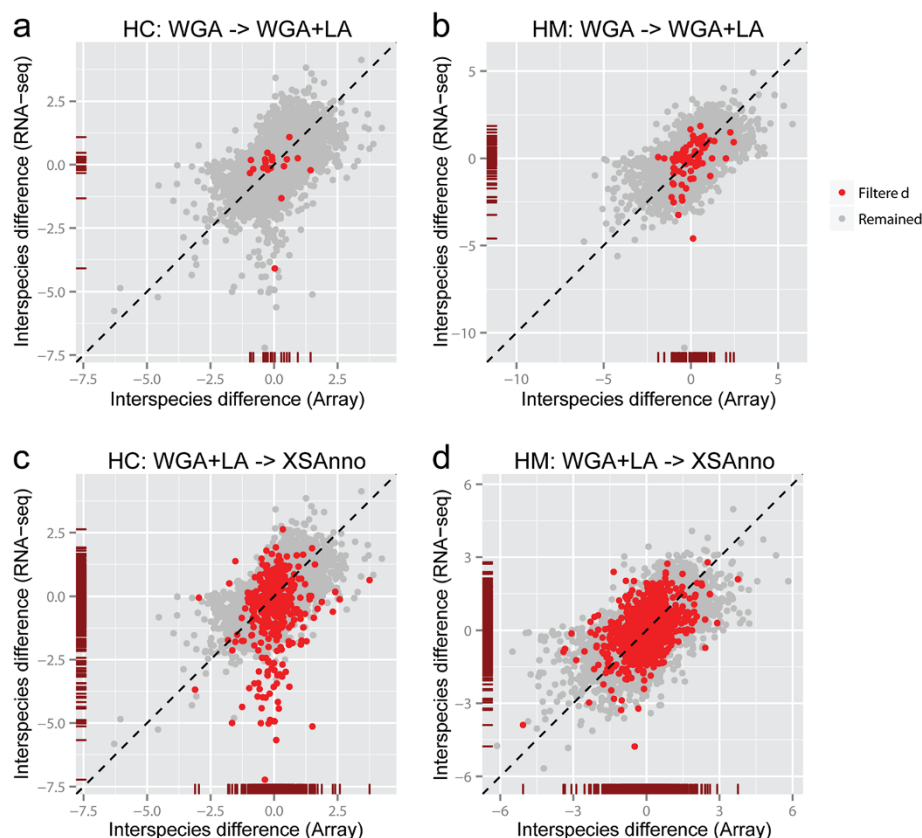 a
HC: WGA -> WGA+LA
Interspecies difference (RNA−seq)
2.5
0.0
−2.5
−5.0
−7.5
−7.5
−5.0
−2.5
0.0
2.5
Interspecies difference (Array)
b
HM: WGA -> WGA+LA
Interspecies difference (RNA−seq)
5
0
−5
−10
−10
−5
0
5
Interspecies difference (Array)
Filtere d
Remained
c
HC: WGA+LA -> XSAnno
Interspecies difference (RNA−seq)
2.5
0.0
−2.5
−5.0
−7.5
−7.5
−5.0
−2.5
0.0
2.5
Interspecies difference (Array)
d
HM: WGA+LA -> XSAnno
Interspecies difference (RNA−seq)
6
3
0
−3
−6
−6
−3
0
3
6
Interspecies difference (Array)